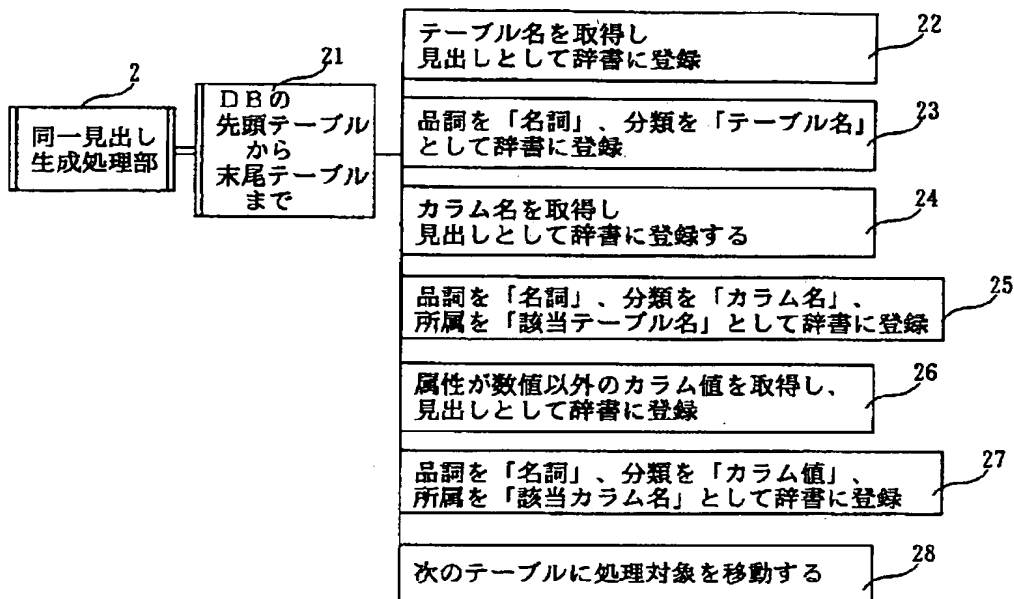 2
同一見出し
生成処理部
21
ＤＢの
先頭テーブル
から
末尾テーブル
まで
22
テーブル名を取得し
見出しとして辞書に登録
23
品詞を「名詞」、分類を「テーブル名」
として辞書に登録
24
カラム名を取得し
見出しとして辞書に登録する
25
品詞を「名詞」、分類を「カラム名」、
所属を「該当テーブル名」として辞書に登録
26
属性が数値以外のカラム値を取得し、
見出しとして辞書に登録
27
品詞を「名詞」、分類を「カラム値」、
所属を「該当カラム名」として辞書に登録
28
次のテーブルに処理対象を移動する